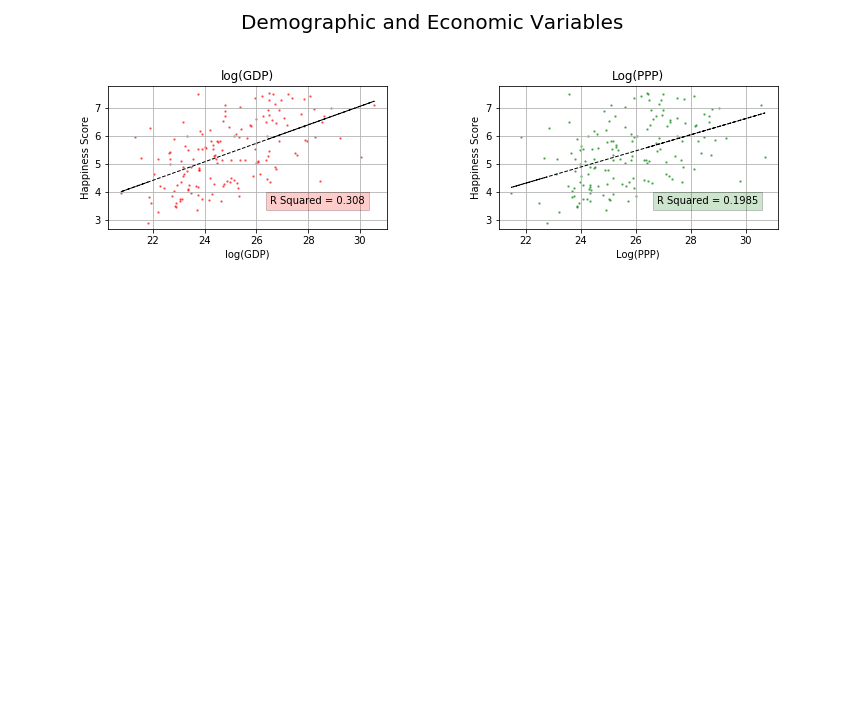 Demographic and Economic Variables
log(GDP)
Happiness Score
7
6
5
4
3
R Squared = 0.308
22
24
26
28
30
log(GDP)
Log(PPP)
Happiness Score
7
6
5
4
3
R Squared = 0.1985
22
24
26
28
30
Log(PPP)